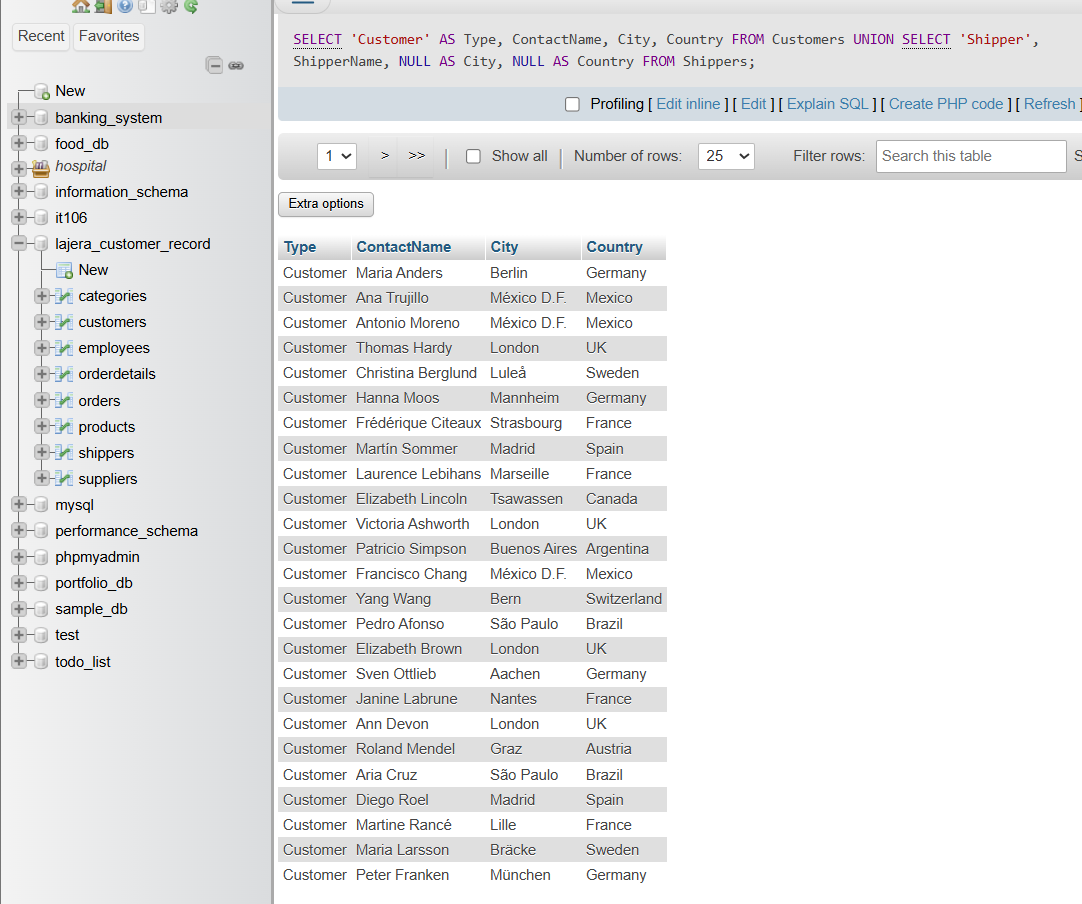 Recent Favorites
New
banking_system
food_db
hospital
information_schema
it106
lajera_customer_record
New
categories
customers
employees
orderdetails
orders
products
shippers
suppliers
mysql
performance_schema
phpmyadmin
portfolio_db
sample_db
test
todo_list
SELECT 'Customer' AS Type, ContactName, City, Country FROM Customers UNION SELECT 'Shipper',
ShipperName, NULL AS City, NULL AS Country FROM Shippers;
Profiling [ Edit inline ] [ Edit ] [ Explain SQL ] [ Create PHP code ] [ Refresh ]
1 > >> | Show all | Number of rows: 25 Filter rows: Search this table S
Extra options
Type ContactName City Country
Customer Maria Anders Berlin Germany
Customer Ana Trujillo México D.F. Mexico
Customer Antonio Moreno México D.F. Mexico
Customer Thomas Hardy London UK
Customer Christina Berglund Luleå Sweden
Customer Hanna Moos Mannheim Germany
Customer Frédérique Citeaux Strasbourg France
Customer Martín Sommer Madrid Spain
Customer Laurence Lebihans Marseille France
Customer Elizabeth Lincoln Tsawassen Canada
Customer Victoria Ashworth London UK
Customer Patricio Simpson Buenos Aires Argentina
Customer Francisco Chang México D.F. Mexico
Customer Yang Wang Bern Switzerland
Customer Pedro Afonso São Paulo Brazil
Customer Elizabeth Brown London UK
Customer Sven Ottlieb Aachen Germany
Customer Janine Labrune Nantes France
Customer Ann Devon London UK
Customer Roland Mendel Graz Austria
Customer Aria Cruz São Paulo Brazil
Customer Diego Roel Madrid Spain
Customer Martine Rancé Lille France
Customer Maria Larsson Bräcke Sweden
Customer Peter Franken München Germany